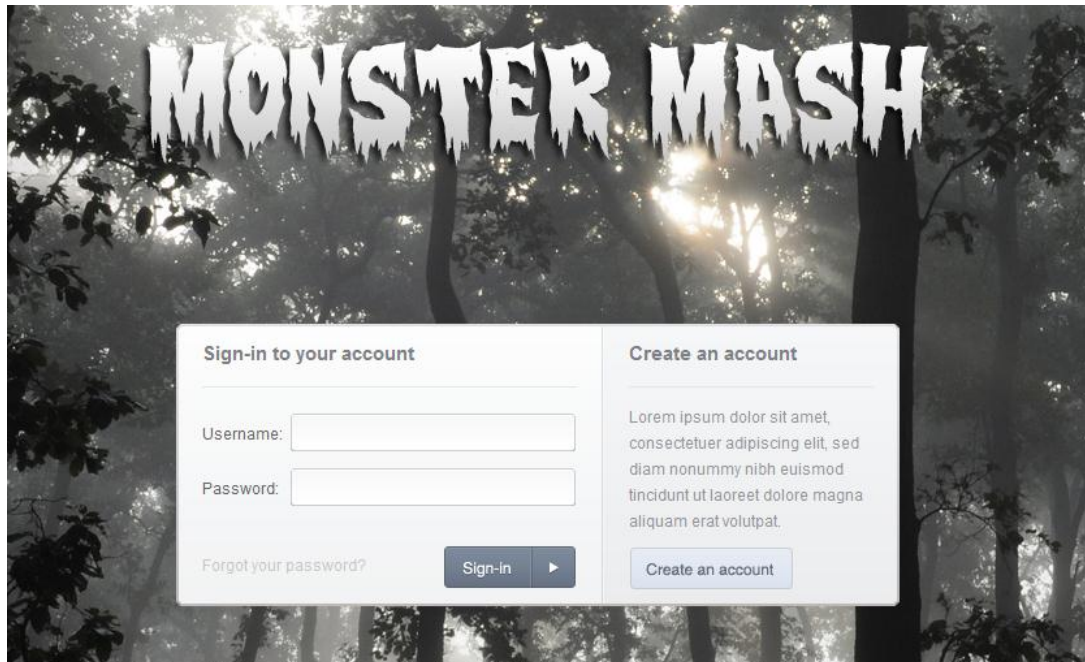 MONSTER MASH
Sign-in to your account
Username:
Password:
Forgot your password?
Sign-in
Create an account
Lorem ipsum dolor sit amet,
consectetuer adipiscing elit, sed
diam nonummy nibh euismod
tincidunt ut laoreet dolore magna
aliquam erat volutpat.
Create an account